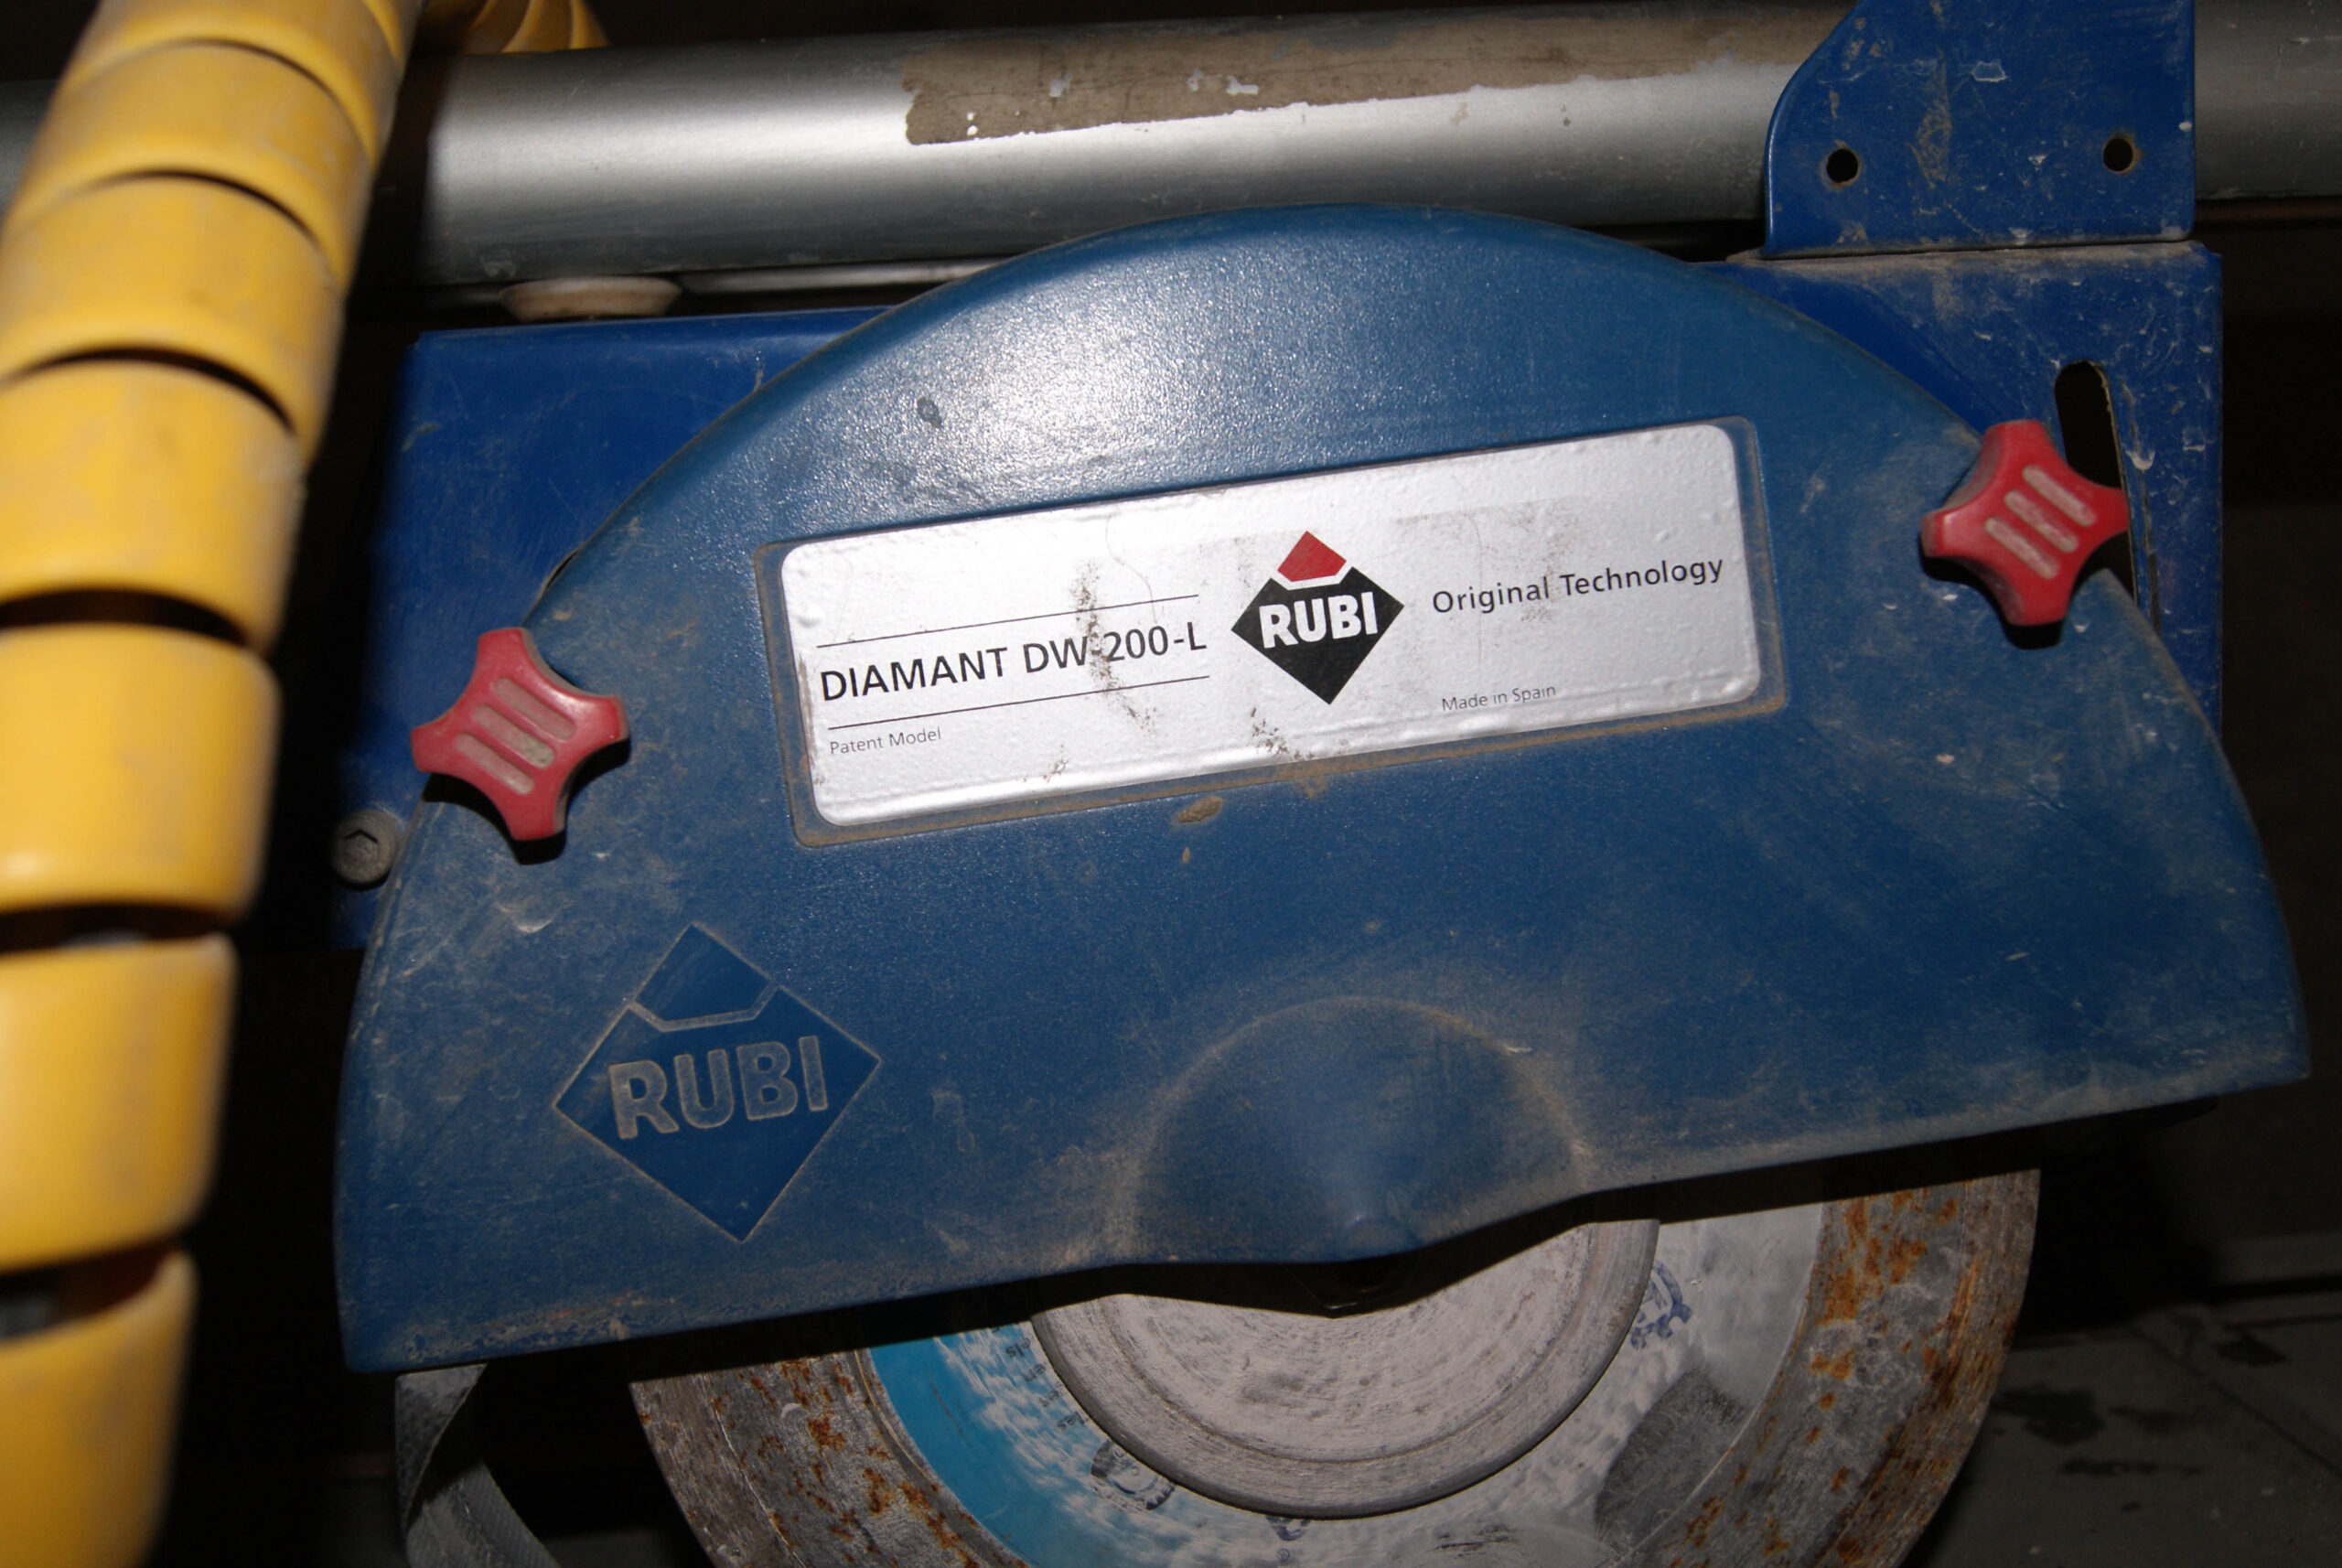 DIAMANT DW-200-L
Patent Model
RUBI
Original Technology
Made in Spain
RUBI